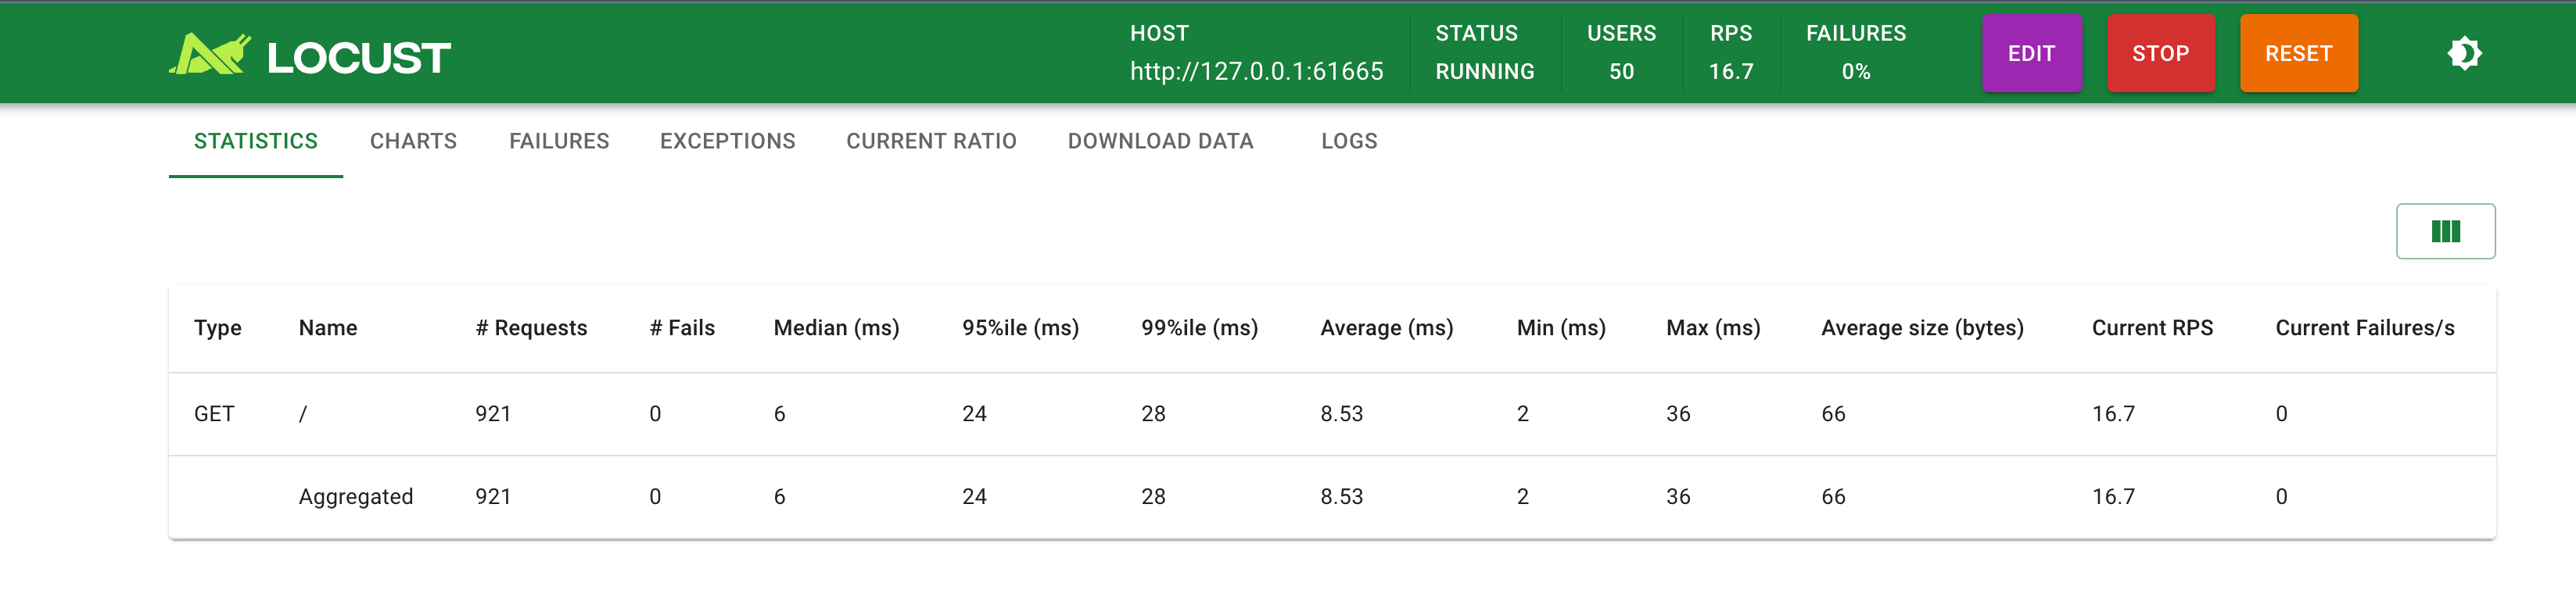 LOCUST
HOST
http://127.0.0.1:61665
STATUS
RUNNING
USERS
50
RPS
16.7
FAILURES
0%
EDIT
STOP
RESET
STATISTICS CHARTS FAILURES EXCEPTIONS CURRENT RATIO DOWNLOAD DATA LOGS
Type Name # Requests # Fails Median (ms) 95%ile (ms) 99%ile (ms) Average (ms) Min (ms) Max (ms) Average size (bytes) Current RPS Current Failures/s
GET / 921 0 6 24 28 8.53 2 36 66 16.7 0
Aggregated 921 0 6 24 28 8.53 2 36 66 16.7 0